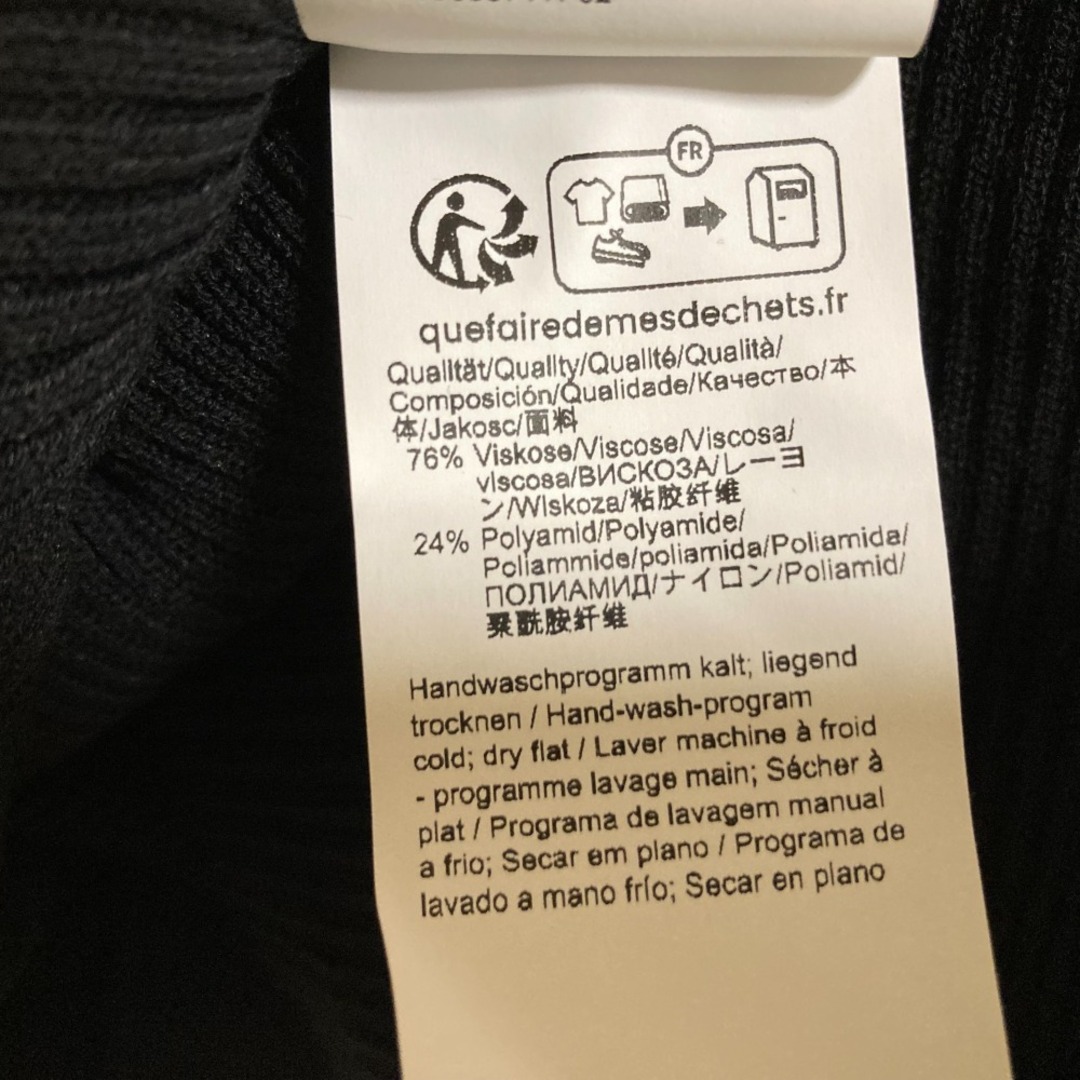 FR
quefairedemesdechets.fr
Qualität/Quality/Qualité/Qualità/
Composición/Qualidade/Качество/本
体/Jakosc/面料
76% Viskose/Viscose/Viscosa/
viscosa/ВИСКОЗА/レーヨ
ン/Wiskoza/粘胶纤维
24% Polyamid/Polyamide/
Poliammide/poliamida/Poliamida/
ПОЛИАМИД/ナイロン/Poliamid/
聚酰胺纤维
Handwaschprogramm kalt; liegend
trocknen / Hand-wash-program
cold; dry flat / Laver machine à froid
- programme lavage main; Sécher à
plat / Programa de lavagem manual
a frio; Secar em plano / Programa de
lavado a mano frío; Secar en plano